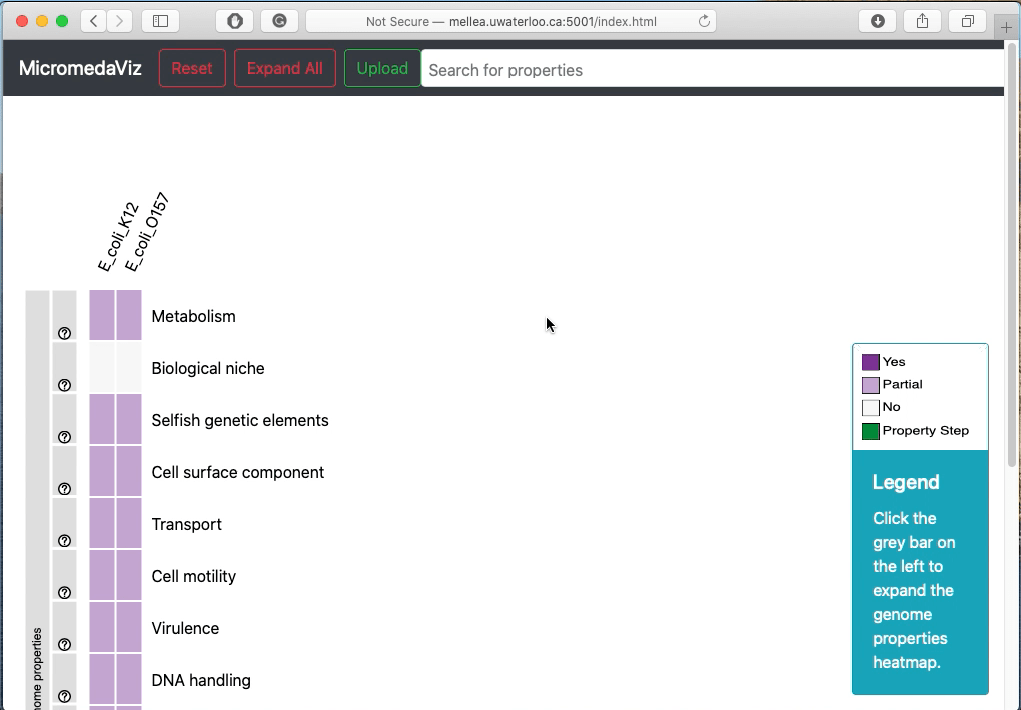 Not Secure — mellea.uwaterloo.ca:5001/index.html
MicromedaViz Reset Expand All Upload Search for properties
E_coli_K12
E_coli_O157
Metabolism
Biological niche
Selfish genetic elements
Cell surface component
Transport
Cell motility
Virulence
DNA handling
ome properties
Yes
Partial
No
Property Step
Legend
Click the
grey bar on
the left to
expand the
genome
properties
heatmap.